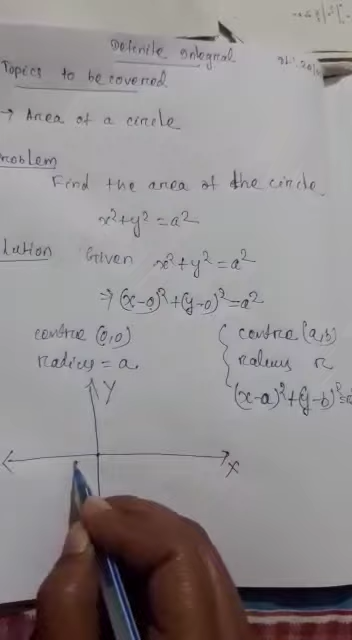 Definite Integral
Topics to be covered
→ Area of a circle
Problem
Find the area of the circle
x²+y²=a²
Given x²+y²=a²
⇒ (x-0)²+(y-0)²=a²
centre (0,0)
radius = a
centre (a,b)
radius r
(x-a)²+(y-b)²
Y
X